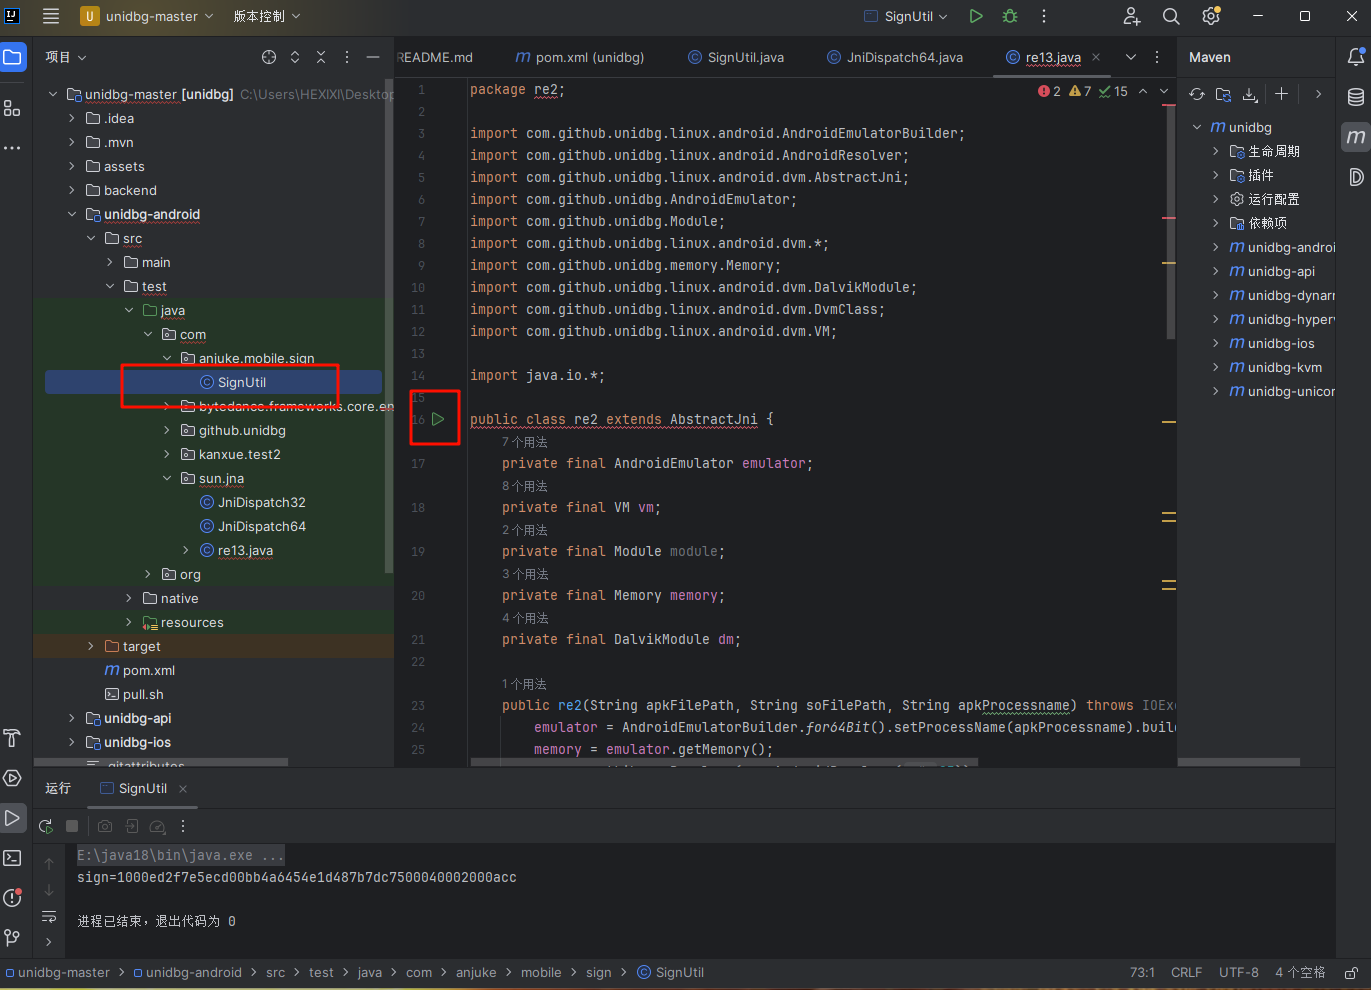 U unidbg-master 版本控制 SignUtil
项目
README.md pom.xml (unidbg) SignUtil.java JniDispatch64.java re13.java
Maven
unidbg-master [unidbg] C:\Users\HEXIXI\Desktop
.idea
.mvn
assets
backend
unidbg-android
src
main
test
java
com
anjuke.mobile.sign
SignUtil
bytedance.frameworks.core.en
github.unidbg
kanxue.test2
sun.jna
JniDispatch32
JniDispatch64
re13.java
org
native
resources
target
pom.xml
pull.sh
unidbg-api
unidbg-ios
.gitattributes
2 7 15
1 package re2;
2
3 import com.github.unidbg.linux.android.AndroidEmulatorBuilder;
4 import com.github.unidbg.linux.android.AndroidResolver;
5 import com.github.unidbg.linux.android.dvm.AbstractJni;
6 import com.github.unidbg.AndroidEmulator;
7 import com.github.unidbg.Module;
8 import com.github.unidbg.linux.android.dvm.*;
9 import com.github.unidbg.memory.Memory;
10 import com.github.unidbg.linux.android.dvm.DalvikModule;
11 import com.github.unidbg.linux.android.dvm.DvmClass;
12 import com.github.unidbg.linux.android.dvm.VM;
13
14 import java.io.*;
15
16 public class re2 extends AbstractJni {
7 个用法
17 private final AndroidEmulator emulator;
8 个用法
18 private final VM vm;
2 个用法
19 private final Module module;
3 个用法
20 private final Memory memory;
4 个用法
21 private final DalvikModule dm;
22
1 个用法
23 public re2(String apkFilePath, String soFilePath, String apkProcessname) throws IOExc
24 emulator = AndroidEmulatorBuilder.for64Bit().setProcessName(apkProcessname).buil
25 memory = emulator.getMemory();
unidbg
生命周期
插件
运行配置
依赖项
unidbg-androi
unidbg-api
unidbg-dynarm
unidbg-hyperv
unidbg-ios
unidbg-kvm
unidbg-unicor
运行 SignUtil
E:\java18\bin\java.exe ...
sign=1000ed2f7e5ecd00bb4a6454e1d487b7dc7500040002000acc
进程已结束，退出代码为 0
unidbg-master > unidbg-android > src > test > java > com > anjuke > mobile > sign > SignUtil 73:1 CRLF UTF-8 4 个空格